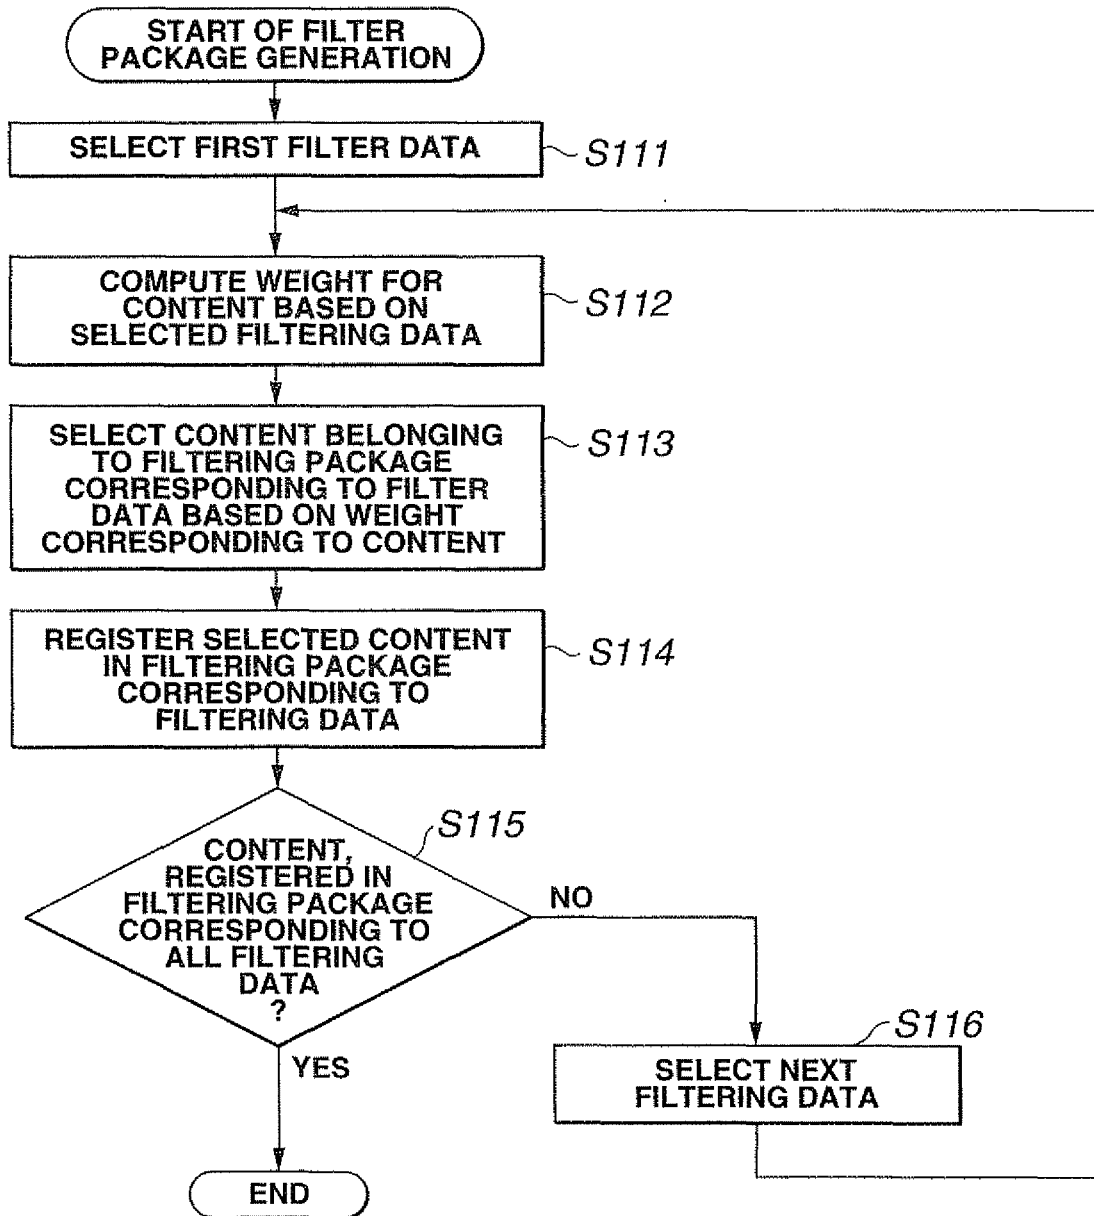 START OF FILTER
PACKAGE GENERATION
SELECT FIRST FILTER DATA
S111
COMPUTE WEIGHT FOR
CONTENT BASED ON
SELECTED FILTERING DATA
S112
SELECT CONTENT BELONGING
TO FILTERING PACKAGE
CORRESPONDING TO FILTER
DATA BASED ON WEIGHT
CORRESPONDING TO CONTENT
S113
REGISTER SELECTED CONTENT
IN FILTERING PACKAGE
CORRESPONDING TO
FILTERING DATA
S114
S115
CONTENT,
REGISTERED IN
FILTERING PACKAGE
CORRESPONDING TO
ALL FILTERING
DATA
?
NO
YES
S116
SELECT NEXT
FILTERING DATA
END